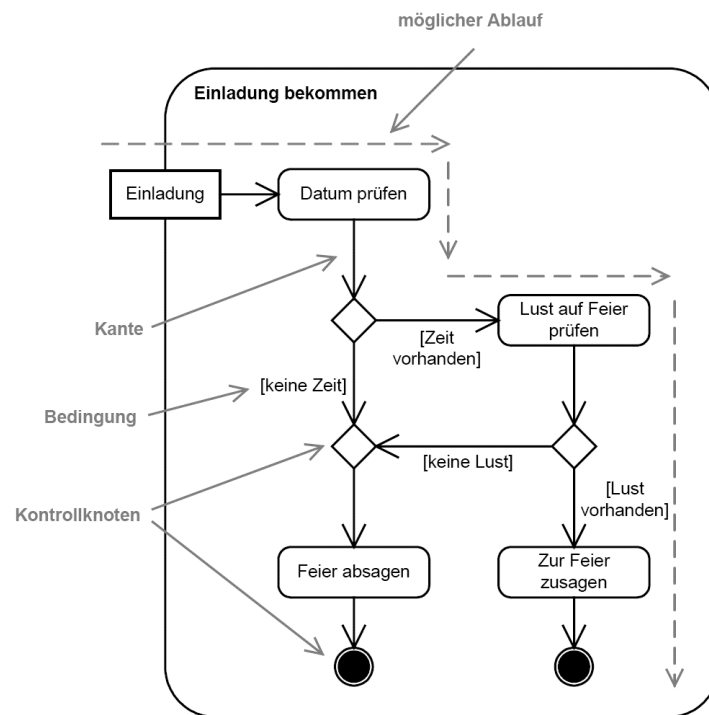 möglicher Ablauf
Einladung bekommen
Einladung
Datum prüfen
Kante
Lust auf Feier
prüfen
[Zeit
vorhanden]
[keine Zeit]
Bedingung
[keine Lust]
[Lust
vorhanden]
Kontrollknoten
Feier absagen
Zur Feier
zusagen